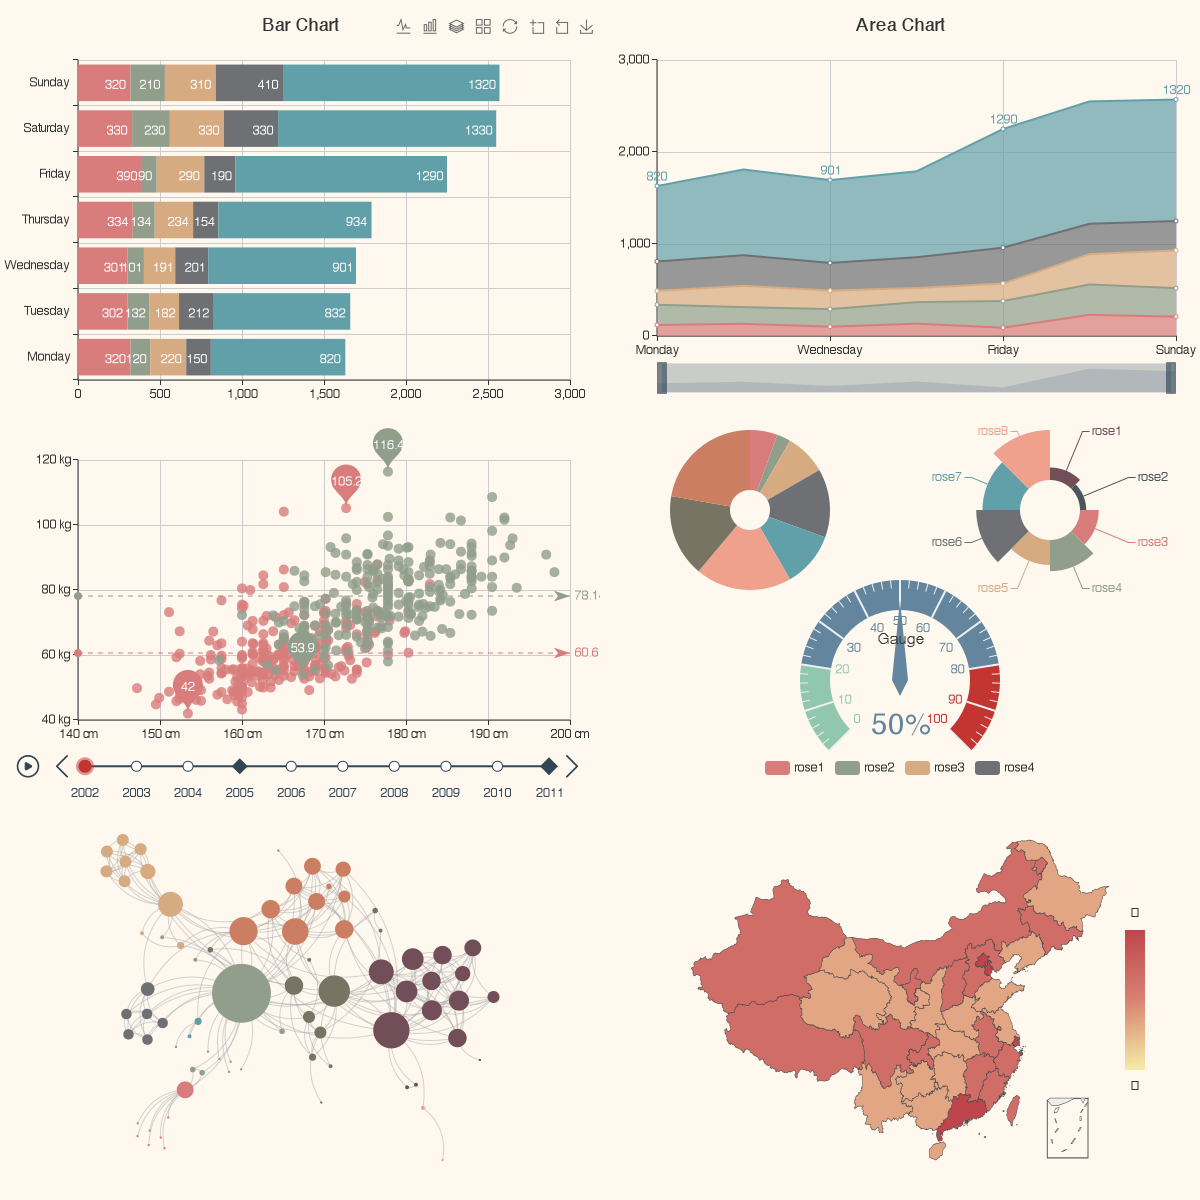 Bar Chart
Sunday 320 210 310 410 1320
Saturday 330 230 330 330 1330
Friday 390 90 290 190 1290
Thursday 334 134 234 154 934
Wednesday 301 101 191 201 901
Tuesday 302 132 182 212 832
Monday 320 120 220 150 820
0 500 1,000 1,500 2,000 2,500 3,000
Area Chart
3,000
2,000
1,000
0
820 901 1290 1320
Monday Wednesday Friday Sunday
120 kg
100 kg
80 kg
60 kg
40 kg
116.4
105.2
78.1
60.6
53.9
42
140 cm 150 cm 160 cm 170 cm 180 cm 190 cm 200 cm
rose8 rose1
rose7 rose2
rose6 rose3
rose5 rose4
0 10 20 30 40 50 60 70 80 90 100
Gauge
50%
rose1 rose2 rose3 rose4
2002 2003 2004 2005 2006 2007 2008 2009 2010 2011